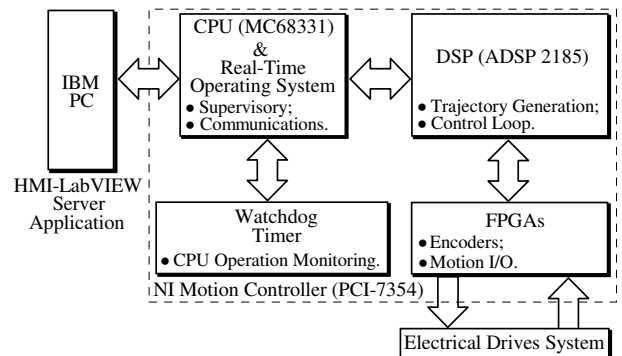 IBM
PC
HMI-LabVIEW
Server
Application
CPU (MC68331)
&
Real-Time
Operating System
● Supervisory;
● Communications.
DSP (ADSP 2185)
● Trajectory Generation;
● Control Loop.
Watchdog
Timer
● CPU Operation Monitoring.
FPGAs
● Encoders;
● Motion I/O.
NI Motion Controller (PCI-7354)
Electrical Drives System